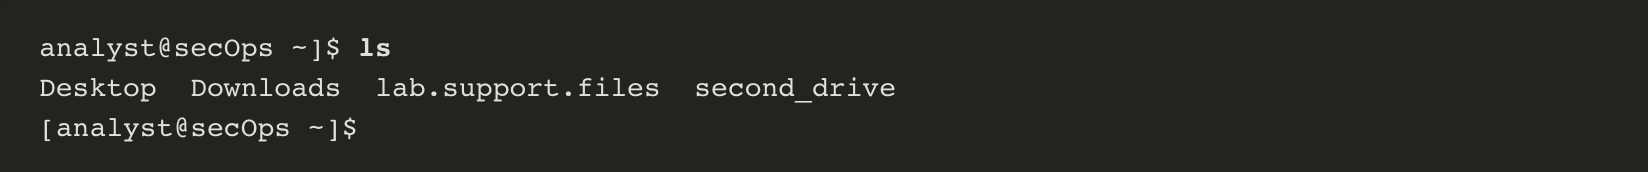 analyst@secOps ~]$ ls
Desktop  Downloads  lab.support.files  second_drive
[analyst@secOps ~]$